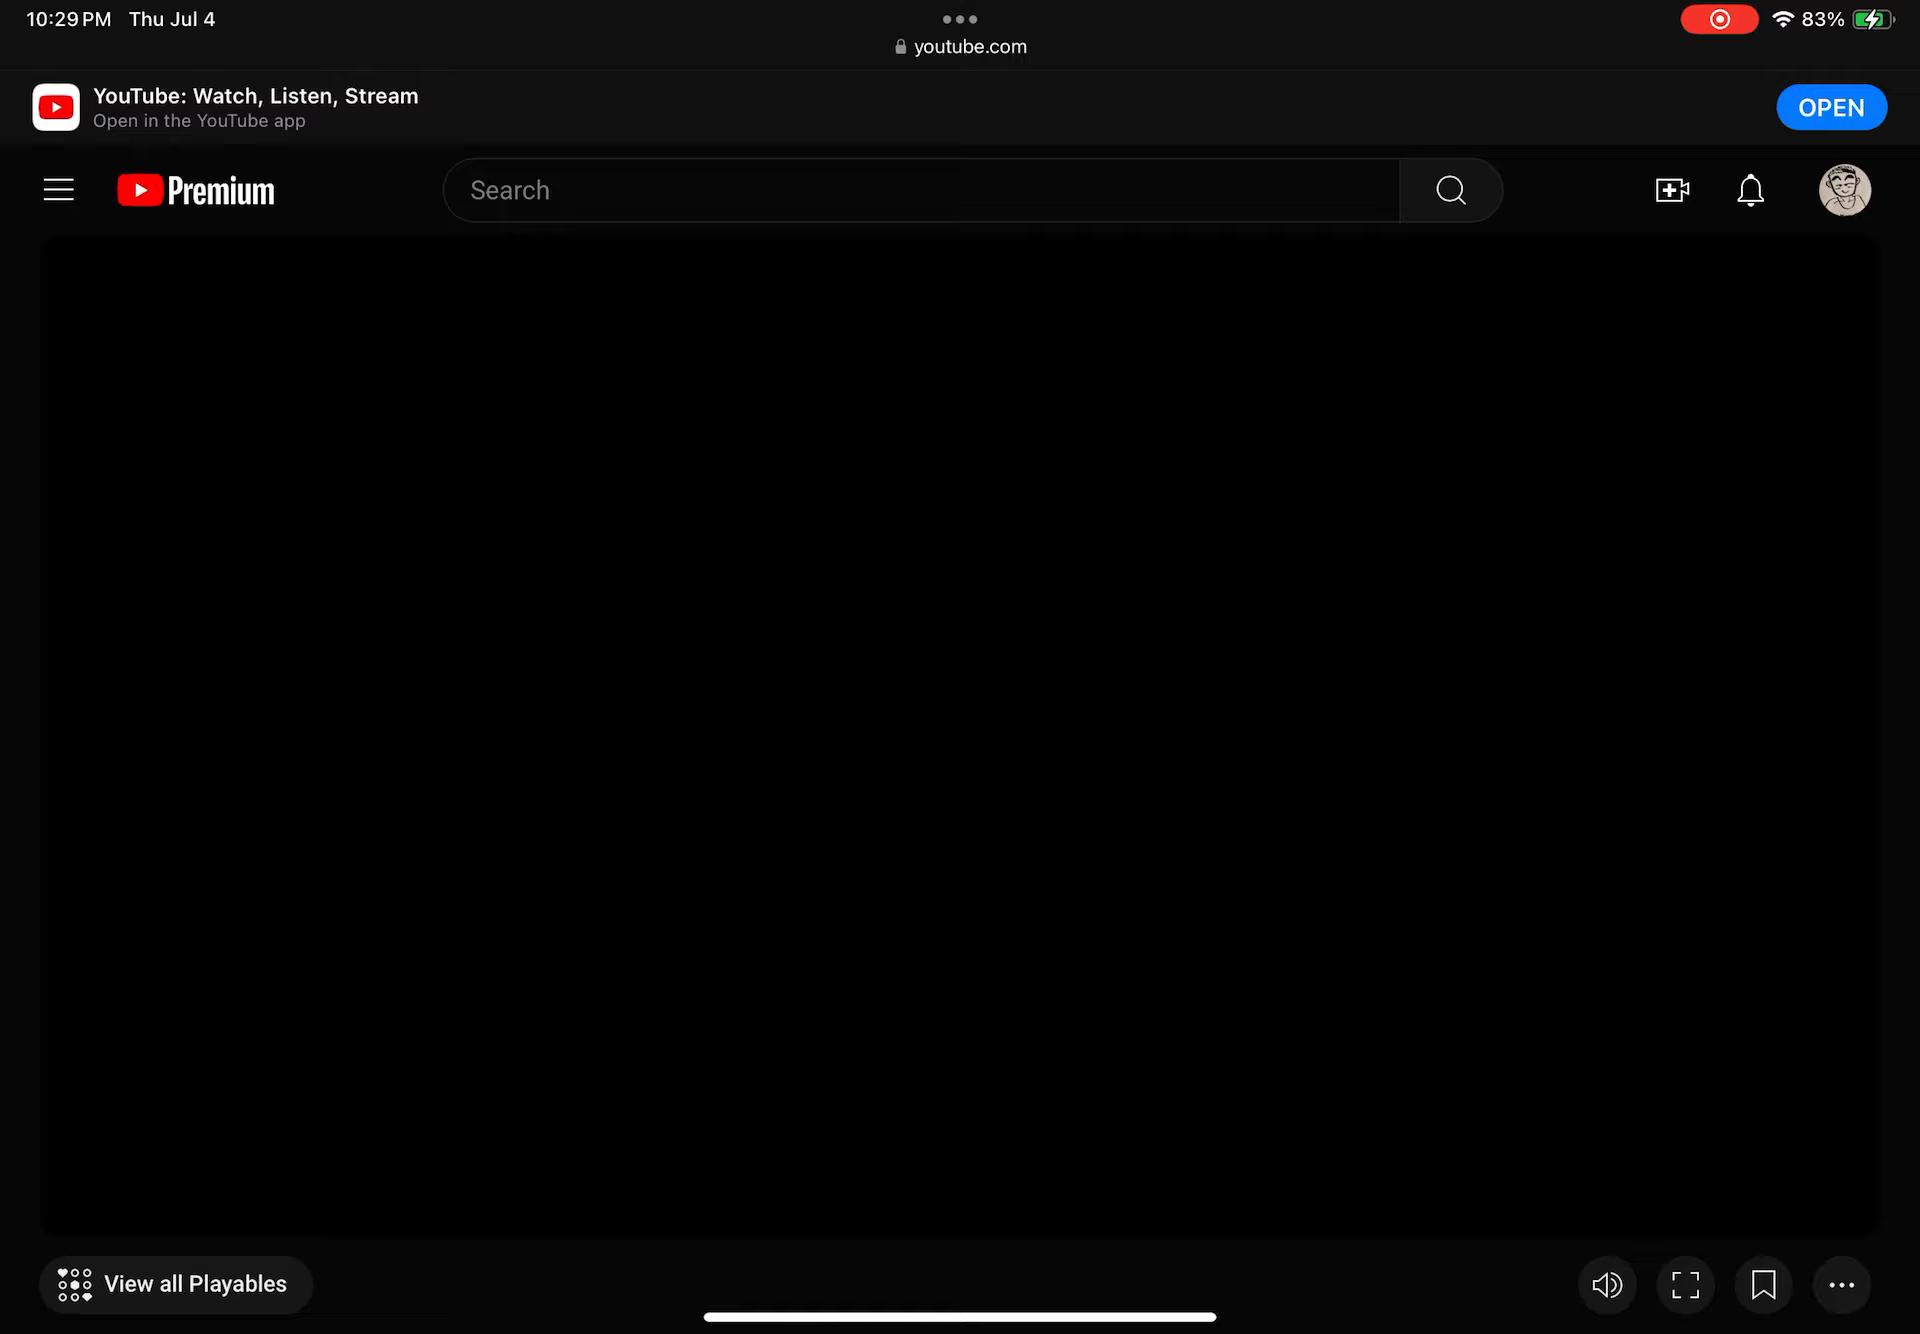 10:29 PM Thu Jul 4
83%
youtube.com
YouTube: Watch, Listen, Stream
Open in the YouTube app
OPEN
Premium
Search
View all Playables